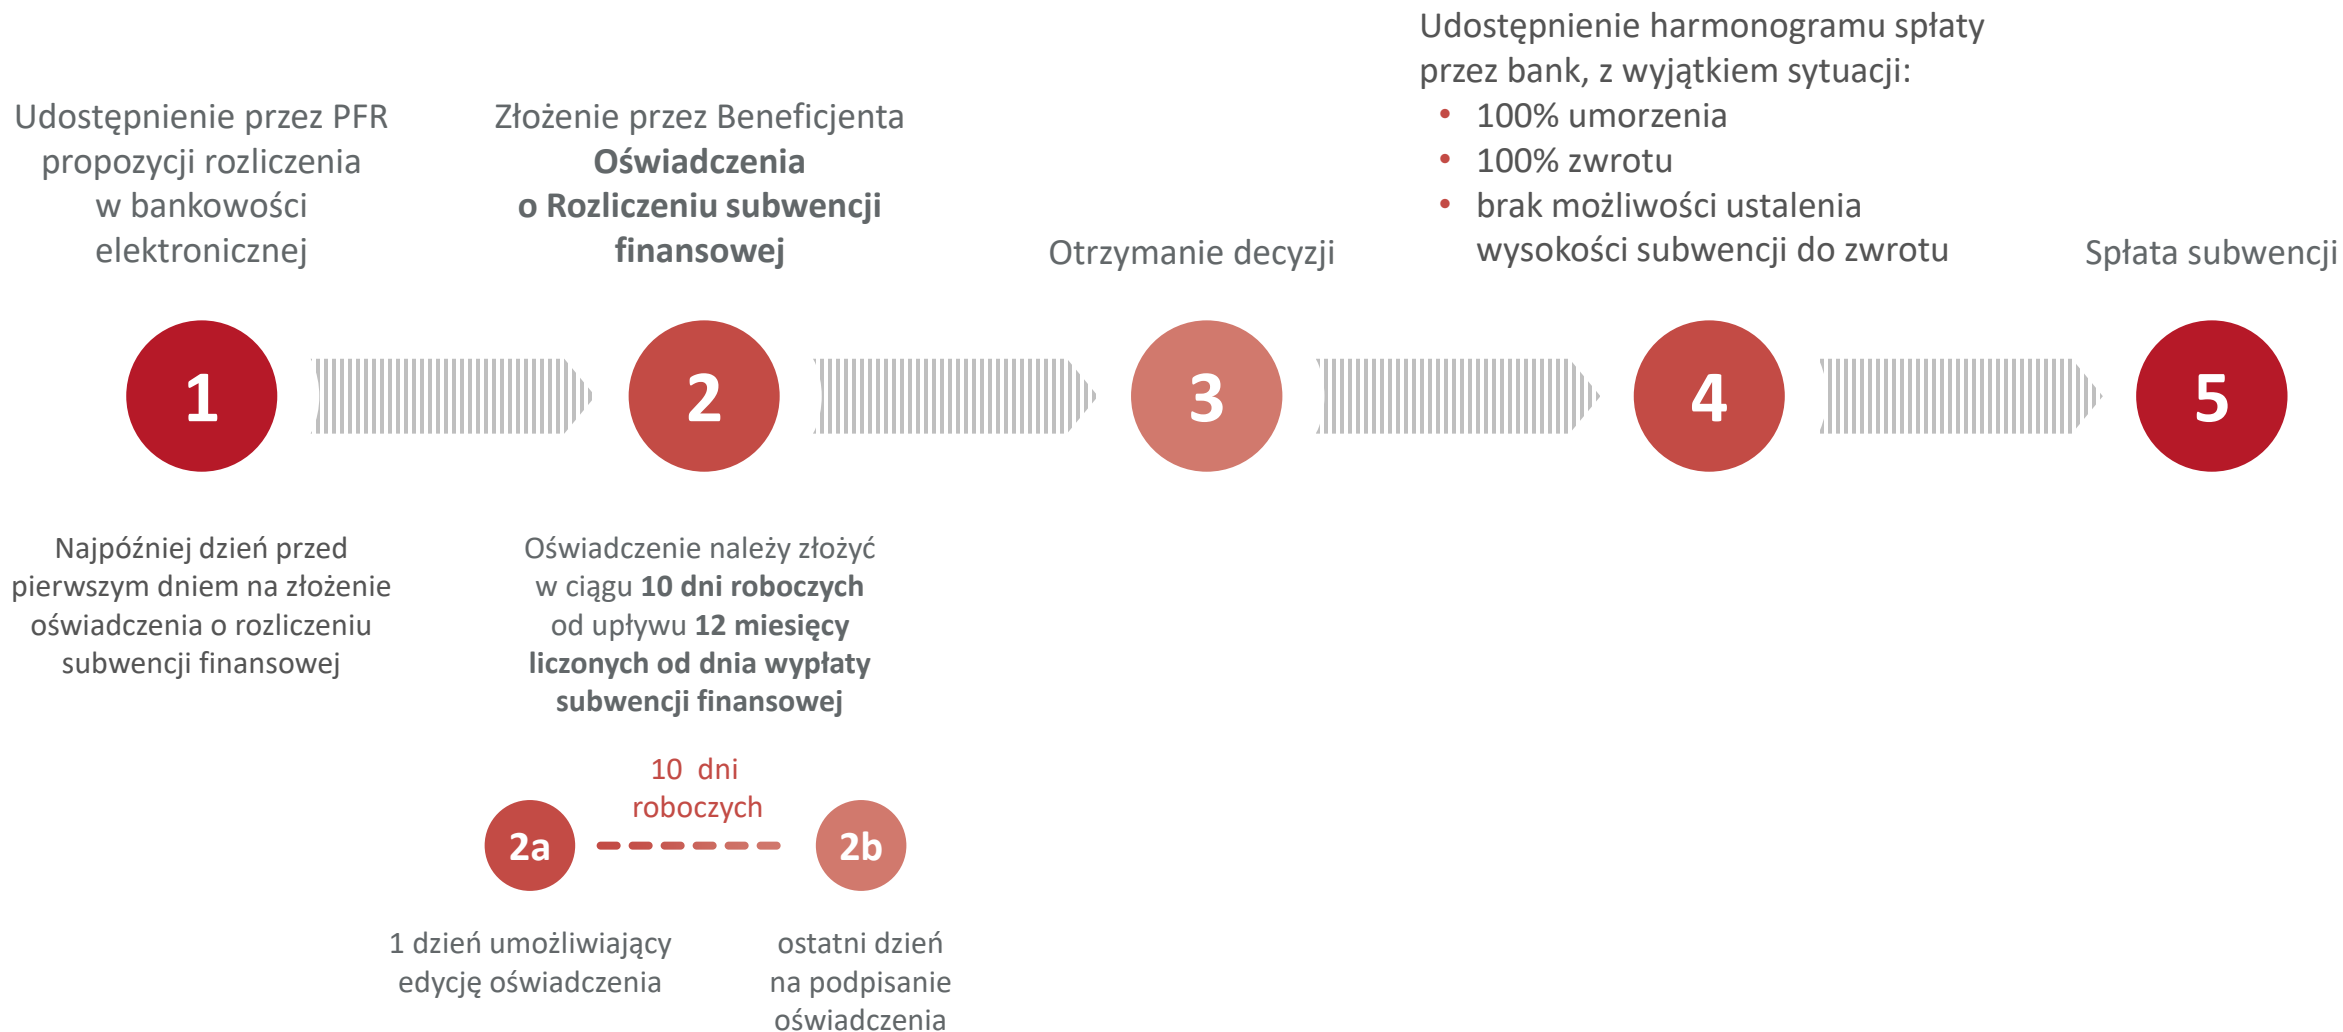 Udostępnienie przez PFR
propozycji rozliczenia
w bankowości
elektronicznej
Złożenie przez Beneficjenta
Oświadczenia
o Rozliczeniu subwencji
finansowej
Otrzymanie decyzji
Udostępnienie harmonogramu spłaty
przez bank, z wyjątkiem sytuacji:
• 100% umorzenia
• 100% zwrotu
• brak możliwości ustalenia
wysokości subwencji do zwrotu
Spłata subwencji
1
2
3
4
5
Najpóźniej dzień przed
pierwszym dniem na złożenie
oświadczenia o rozliczeniu
subwencji finansowej
Oświadczenie należy złożyć
w ciągu 10 dni roboczych
od upływu 12 miesięcy
liczonych od dnia wypłaty
subwencji finansowej
10 dni
roboczych
2a
2b
1 dzień umożliwiający
edycję oświadczenia
ostatni dzień
na podpisanie
oświadczenia